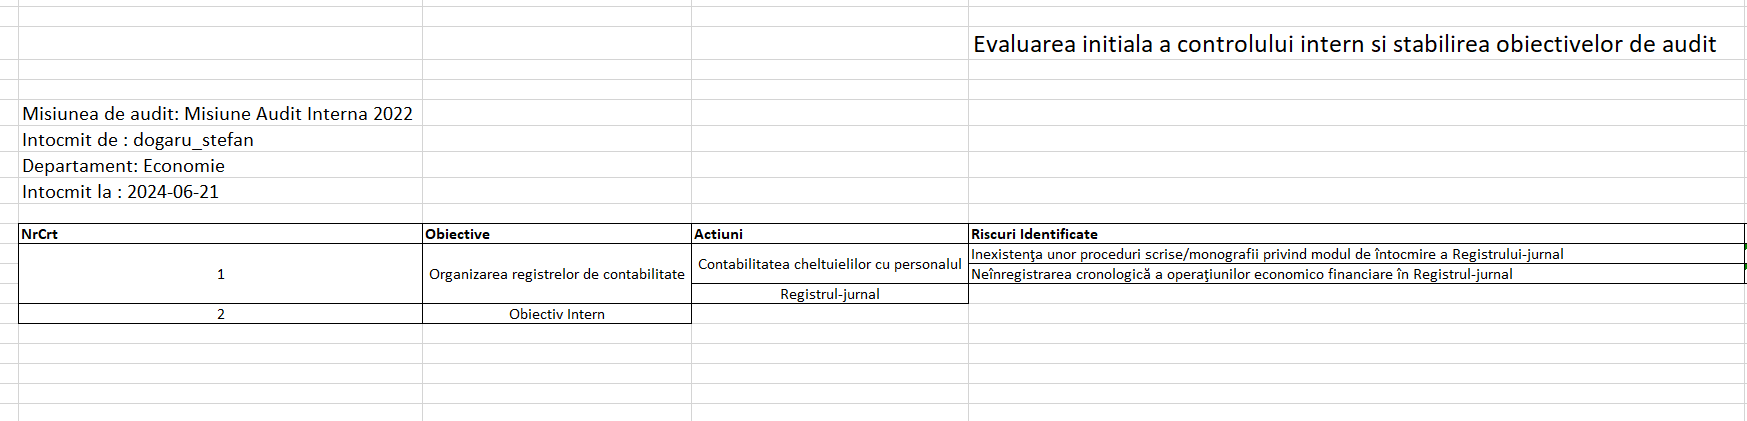 Evaluarea initiala a controlului intern si stabilirea obiectivelor de audit
Misiunea de audit: Misiune Audit Interna 2022
Intocmit de : dogaru_stefan
Departament: Economie
Intocmit la : 2024-06-21
NrCrt Obiective Actiuni Riscuri Identificate
1 Organizarea registrelor de contabilitate Contabilitatea cheltuielilor cu personalul Inexistenţa unor proceduri scrise/monografii privind modul de întocmire a Registrului-jurnal
Neînregistrarea cronologică a operaţiunilor economico financiare în Registrul-jurnal
Registrul-jurnal
2 Obiectiv Intern